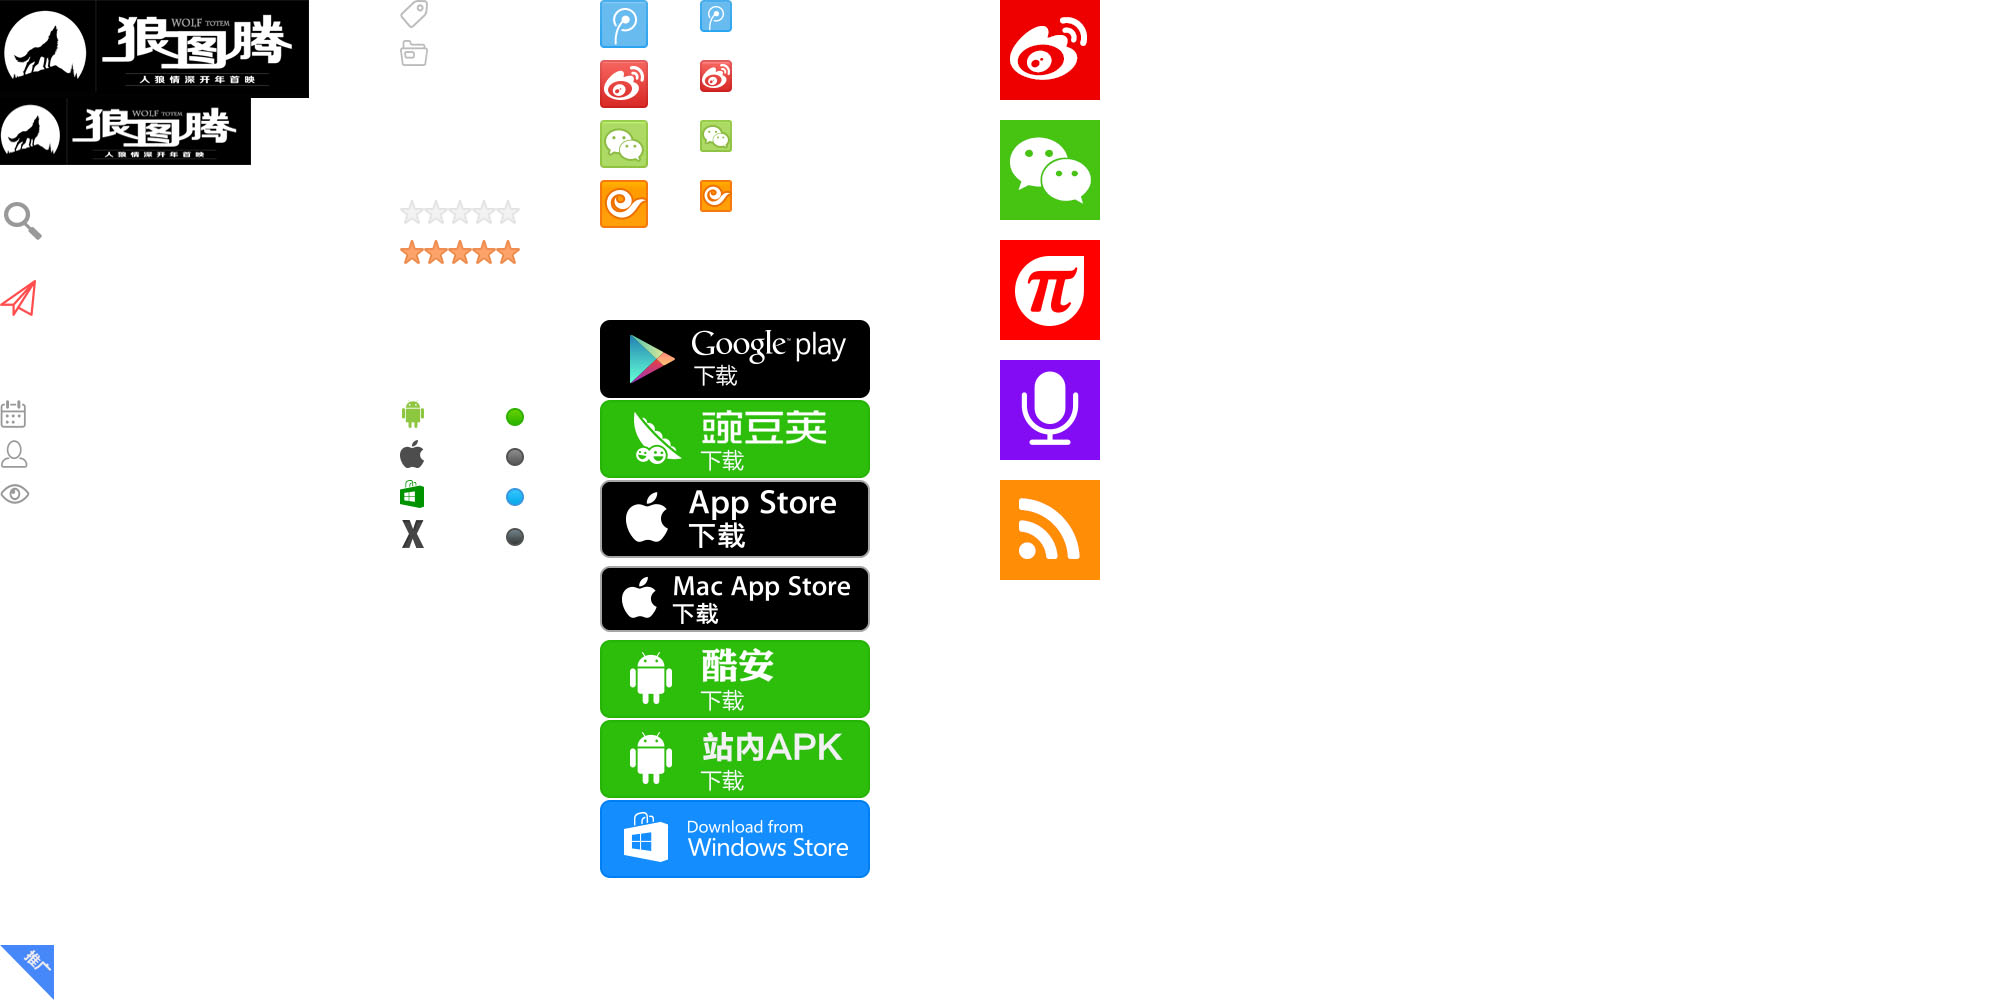 WOLF TOTEM
狼图腾
人狼情深开年首映
WOLF TOTEM
狼图腾
人狼情深开年首映
Google play
下载
豌豆荚
下载
App Store
下载
Mac App Store
下载
酷安
下载
站内APK
下载
Download from
Windows Store
推广